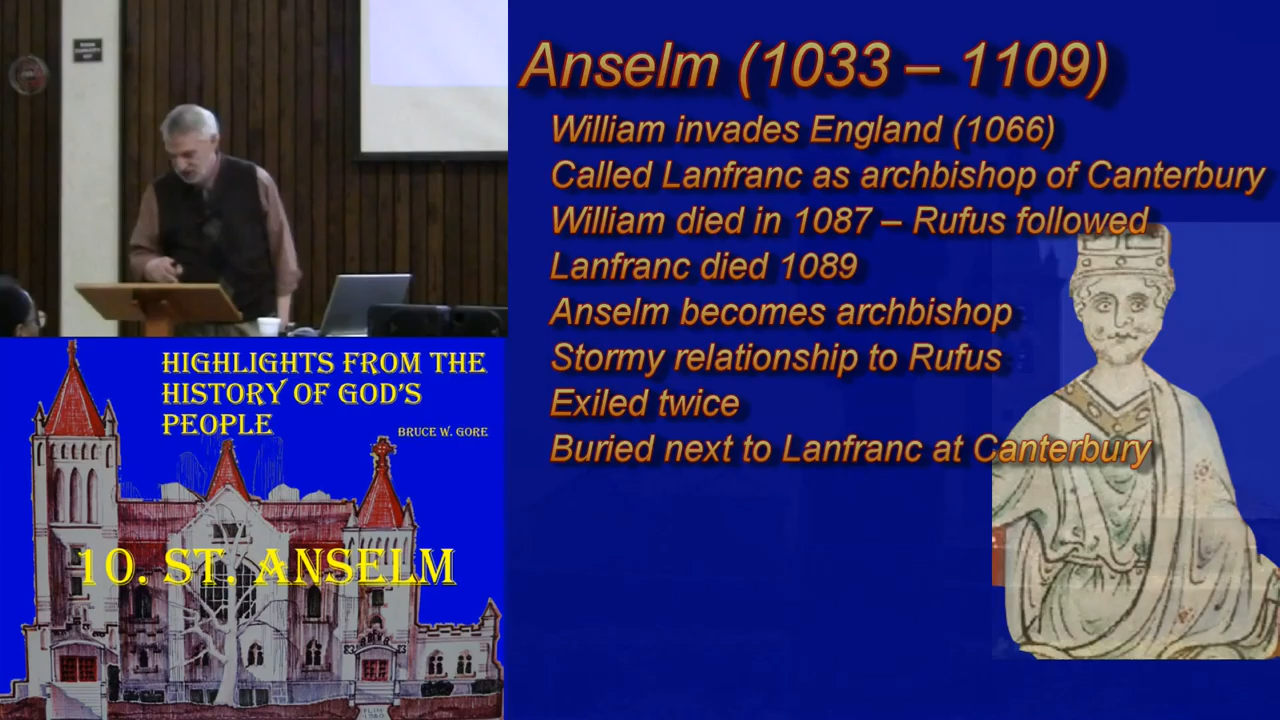 Anselm (1033 – 1109)
William invades England (1066)
Called Lanfranc as archbishop of Canterbury
William died in 1087 – Rufus followed
Lanfranc died 1089
Anselm becomes archbishop
Stormy relationship to Rufus
Exiled twice
Buried next to Lanfranc at Canterbury
HIGHLIGHTS FROM THE
HISTORY OF GOD'S
PEOPLE
BRUCE W. GORE
10. ST. ANSELM